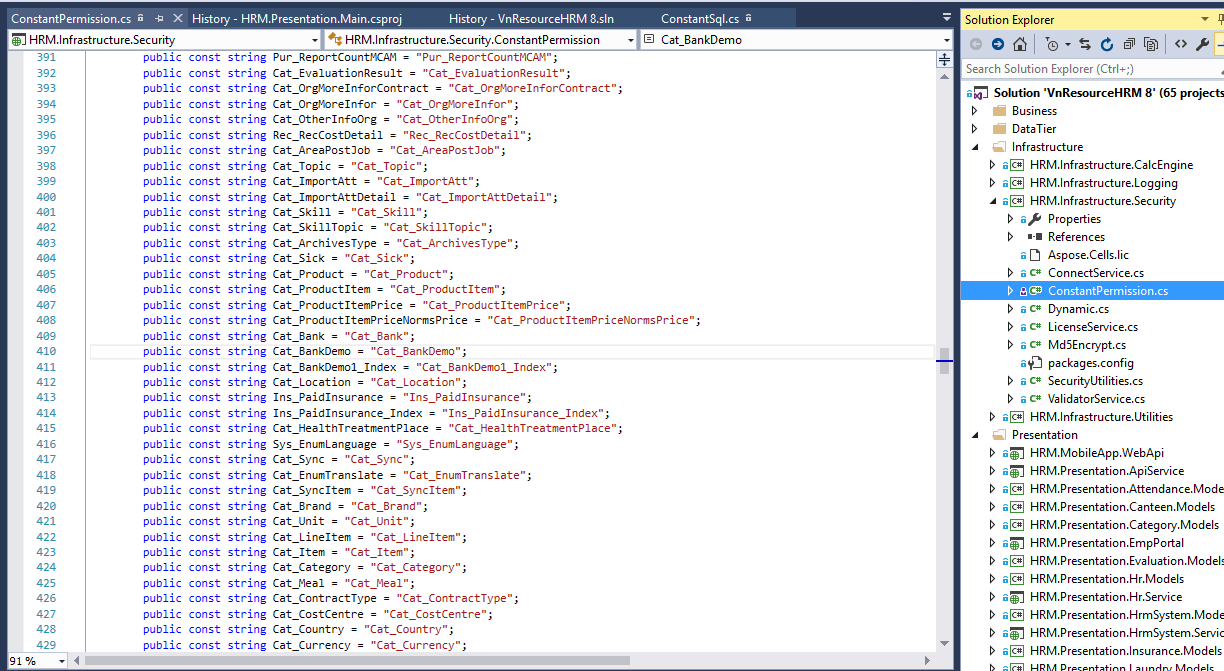 ConstantPermission.cs
History - HRM.Presentation.Main.csproj
History - VnResourceHRM 8.sln
ConstantSql.cs
HRM.Infrastructure.Security
HRM.Infrastructure.Security.ConstantPermission
Cat_BankDemo
391 public const string Pur_ReportCountMCAM = "Pur_ReportCountMCAM";
392 public const string Cat_EvaluationResult = "Cat_EvaluationResult";
393 public const string Cat_OrgMoreInforContract = "Cat_OrgMoreInforContract";
394 public const string Cat_OrgMoreInfor = "Cat_OrgMoreInfor";
395 public const string Cat_OtherInfoOrg = "Cat_OtherInfoOrg";
396 public const string Rec_RecCostDetail = "Rec_RecCostDetail";
397 public const string Cat_AreaPostJob = "Cat_AreaPostJob";
398 public const string Cat_Topic = "Cat_Topic";
399 public const string Cat_ImportAtt = "Cat_ImportAtt";
400 public const string Cat_ImportAttDetail = "Cat_ImportAttDetail";
401 public const string Cat_Skill = "Cat_Skill";
402 public const string Cat_SkillTopic = "Cat_SkillTopic";
403 public const string Cat_ArchivesType = "Cat_ArchivesType";
404 public const string Cat_Sick = "Cat_Sick";
405 public const string Cat_Product = "Cat_Product";
406 public const string Cat_ProductItem = "Cat_ProductItem";
407 public const string Cat_ProductItemPrice = "Cat_ProductItemPrice";
408 public const string Cat_ProductItemPriceNormsPrice = "Cat_ProductItemPriceNormsPrice";
409 public const string Cat_Bank = "Cat_Bank";
410 public const string Cat_BankDemo = "Cat_BankDemo";
411 public const string Cat_BankDemo1_Index = "Cat_BankDemo1_Index";
412 public const string Cat_Location = "Cat_Location";
413 public const string Ins_PaidInsurance = "Ins_PaidInsurance";
414 public const string Ins_PaidInsurance_Index = "Ins_PaidInsurance_Index";
415 public const string Cat_HealthTreatmentPlace = "Cat_HealthTreatmentPlace";
416 public const string Sys_EnumLanguage = "Sys_EnumLanguage";
417 public const string Cat_Sync = "Cat_Sync";
418 public const string Cat_EnumTranslate = "Cat_EnumTranslate";
419 public const string Cat_SyncItem = "Cat_SyncItem";
420 public const string Cat_Brand = "Cat_Brand";
421 public const string Cat_Unit = "Cat_Unit";
422 public const string Cat_LineItem = "Cat_LineItem";
423 public const string Cat_Item = "Cat_Item";
424 public const string Cat_Category = "Cat_Category";
425 public const string Cat_Meal = "Cat_Meal";
426 public const string Cat_ContractType = "Cat_ContractType";
427 public const string Cat_CostCentre = "Cat_CostCentre";
428 public const string Cat_Country = "Cat_Country";
429 public const string Cat_Currency = "Cat_Currency";
91 %
Solution Explorer
Search Solution Explorer (Ctrl+;)
Solution 'VnResourceHRM 8' (65 projects
Business
DataTier
Infrastructure
C# HRM.Infrastructure.CalcEngine
C# HRM.Infrastructure.Logging
C# HRM.Infrastructure.Security
Properties
References
Aspose.Cells.lic
C# ConnectService.cs
C# ConstantPermission.cs
C# Dynamic.cs
C# LicenseService.cs
C# Md5Encrypt.cs
packages.config
C# SecurityUtilities.cs
C# ValidatorService.cs
C# HRM.Infrastructure.Utilities
Presentation
HRM.MobileApp.WebApi
HRM.Presentation.ApiService
C# HRM.Presentation.Attendance.Mode
C# HRM.Presentation.Canteen.Models
C# HRM.Presentation.Category.Models
HRM.Presentation.EmpPortal
C# HRM.Presentation.Evaluation.Models
C# HRM.Presentation.Hr.Models
HRM.Presentation.Hr.Service
C# HRM.Presentation.HrmSystem.Mode
HRM.Presentation.HrmSystem.Servic
C# HRM.Presentation.Insurance.Models
C# HRM.Presentation.Laundry.Models